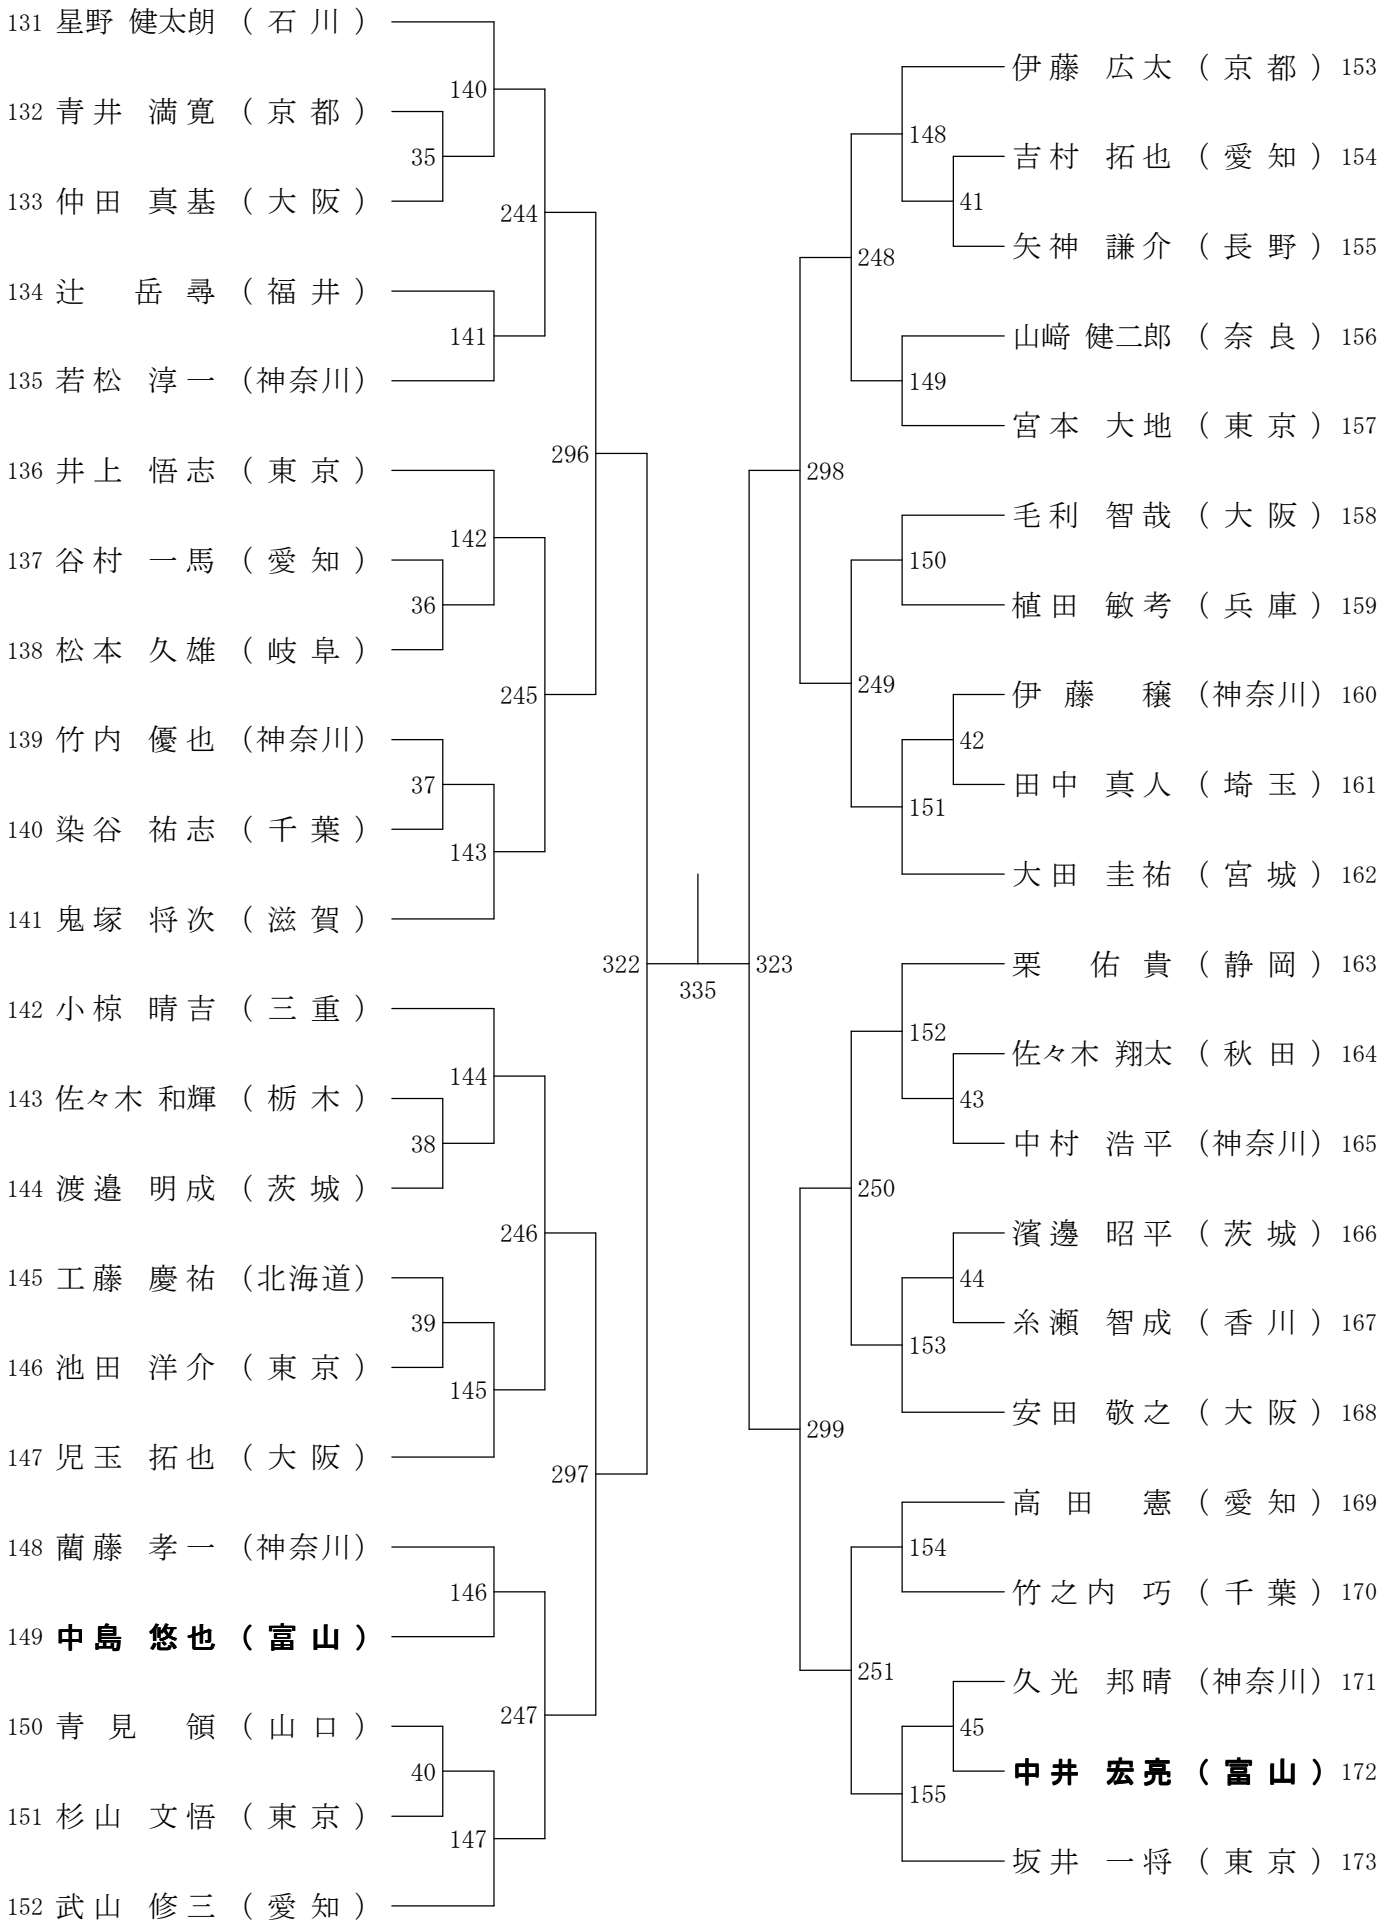 131 星野 健太朗 (石川)
132 青井 満寛 (京都)
133 仲田 真基 (大阪)
134 辻 岳尋 (福井)
135 若松 淳一 (神奈川)
136 井上 悟志 (東京)
137 谷村 一馬 (愛知)
138 松本 久雄 (岐阜)
139 竹内 優也 (神奈川)
140 染谷 祐志 (千葉)
141 鬼塚 将次 (滋賀)
142 小椋 晴吉 (三重)
143 佐々木 和輝 (栃木)
144 渡邉 明成 (茨城)
145 工藤 慶祐 (北海道)
146 池田 洋介 (東京)
147 児玉 拓也 (大阪)
148 藺藤 孝一 (神奈川)
149 中島 悠也 (富山)
150 青見 領 (山口)
151 杉山 文悟 (東京)
152 武山 修三 (愛知)
35
36
37
38
39
40
140
141
142
143
144
145
146
147
244
245
246
247
296
297
322
335
323
298
299
248
249
250
251
148
149
150
151
152
153
154
155
41
42
43
44
45
伊藤 広太 (京都) 153
吉村 拓也 (愛知) 154
矢神 謙介 (長野) 155
山﨑 健二郎 (奈良) 156
宮本 大地 (東京) 157
毛利 智哉 (大阪) 158
植田 敏考 (兵庫) 159
伊藤 穣 (神奈川) 160
田中 真人 (埼玉) 161
大田 圭祐 (宮城) 162
栗 佑貴 (静岡) 163
佐々木 翔太 (秋田) 164
中村 浩平 (神奈川) 165
濱邊 昭平 (茨城) 166
糸瀬 智成 (香川) 167
安田 敬之 (大阪) 168
高田 憲 (愛知) 169
竹之内 巧 (千葉) 170
久光 邦晴 (神奈川) 171
中井 宏亮 (富山) 172
坂井 一将 (東京) 173